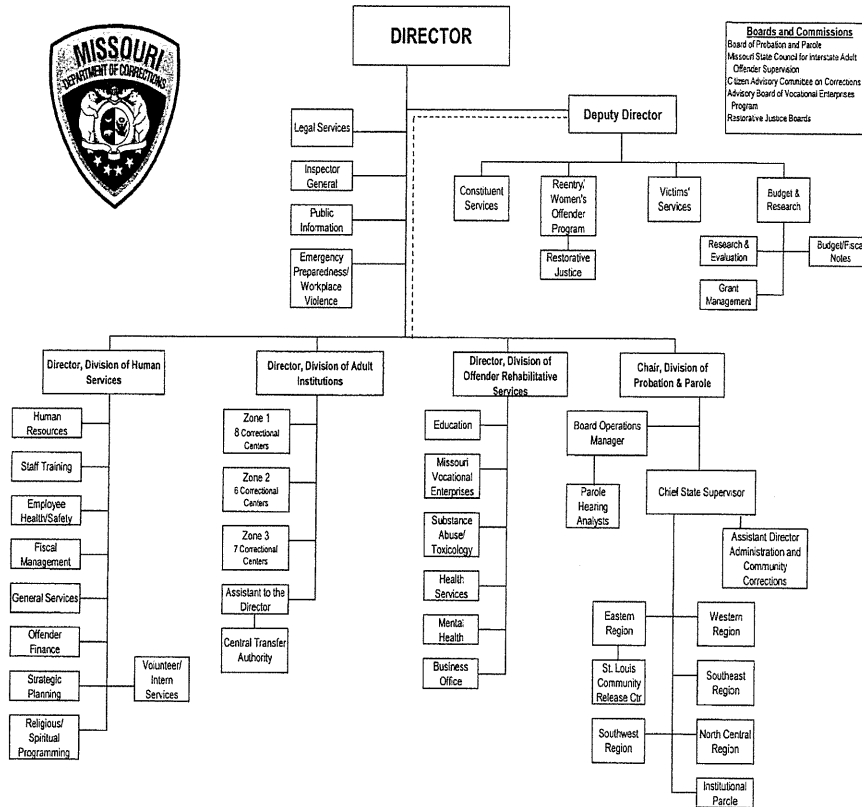 MISSOURI
DEPARTMENT OF CORRECTIONS
DIRECTOR
Boards and Commissions
Board of Probation and Parole
Missouri State Council for Interstate Adult
Offender Supervision
Citizen Advisory Committee on Corrections
Advisory Board of Vocational Enterprises
Program
Restorative Justice Boards
Deputy Director
Legal Services
Inspector
General
Public
Information
Emergency
Preparedness/
Workplace
Violence
Constituent
Services
Reentry/
Women's
Offender
Program
Restorative
Justice
Victims'
Services
Budget &
Research
Research &
Evaluation
Budget/Fiscal
Notes
Grant
Management
Director, Division of Human
Services
Human
Resources
Staff Training
Employee
Health/Safety
Fiscal
Management
General Services
Offender
Finance
Strategic
Planning
Volunteer/
Intern
Services
Religious/
Spiritual
Programming
Director, Division of Adult
Institutions
Zone 1
8 Correctional
Centers
Zone 2
6 Correctional
Centers
Zone 3
7 Correctional
Centers
Assistant to the
Director
Central Transfer
Authority
Director, Division of
Offender Rehabilitative
Services
Education
Missouri
Vocational
Enterprises
Substance
Abuse/
Toxicology
Health
Services
Mental
Health
Business
Office
Chair, Division of
Probation & Parole
Board Operations
Manager
Parole
Hearing
Analysts
Chief State Supervisor
Assistant Director
Administration and
Community
Corrections
Eastern
Region
Western
Region
St. Louis
Community
Release Ctr
Southeast
Region
Southwest
Region
North Central
Region
Institutional
Parole